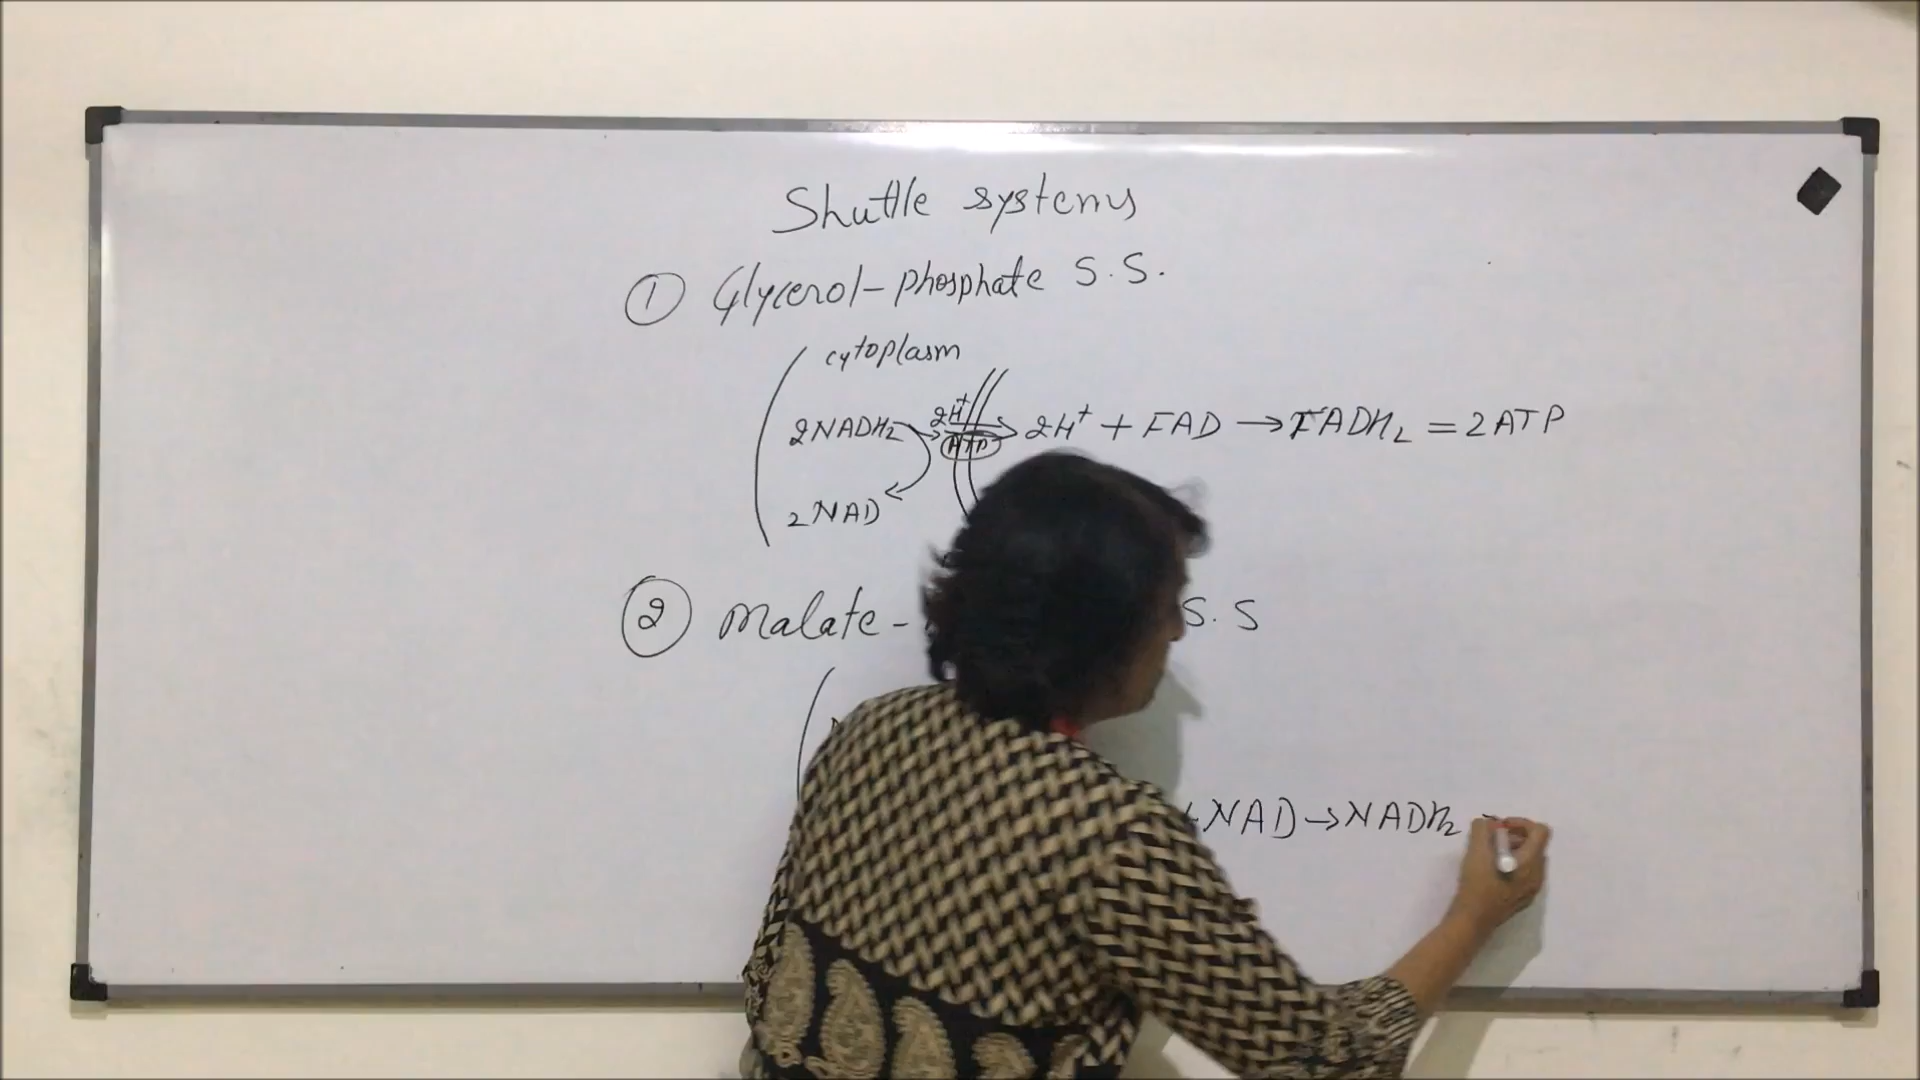 Shuttle systems
① Glycerol-phosphate S.S.
cytoplasm
2NADH₂ 2H⁺ → 2H⁺ + FAD → FADH₂ = 2ATP
ATP
2NAD
② Malate- S.S
+NAD → NADH₂